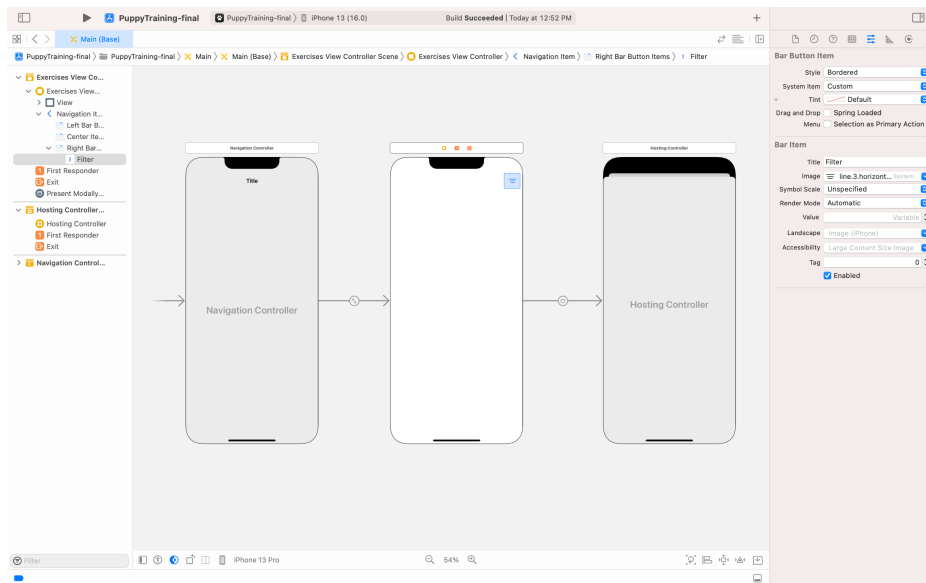 PuppyTraining-final
PuppyTraining-final 〉 iPhone 13 (16.0)
Build Succeeded | Today at 12:52 PM
Main (Base)
PuppyTraining-final 〉 PuppyTraining-final 〉 Main 〉 Main (Base) 〉 Exercises View Controller Scene 〉 Exercises View Controller 〉 Navigation Item 〉 Right Bar Button Items 〉 Filter
Exercises View Co...
Exercises View...
View
Navigation It...
Left Bar B...
Center Ite...
Right Bar...
Filter
First Responder
Exit
Present Modally...
Hosting Controller...
Hosting Controller
First Responder
Exit
Navigation Control...
Filter
Navigation Controller
Title
Navigation Controller
Hosting Controller
Hosting Controller
iPhone 13 Pro
54%
Bar Button Item
Style Bordered
System Item Custom
Tint Default
Drag and Drop Spring Loaded
Menu Selection as Primary Action
Bar Item
Title Filter
Image line.3.horizont... System
Symbol Scale Unspecified
Render Mode Automatic
Value Variable
Landscape Image (iPhone)
Accessibility Large Content Size Image
Tag 0
Enabled